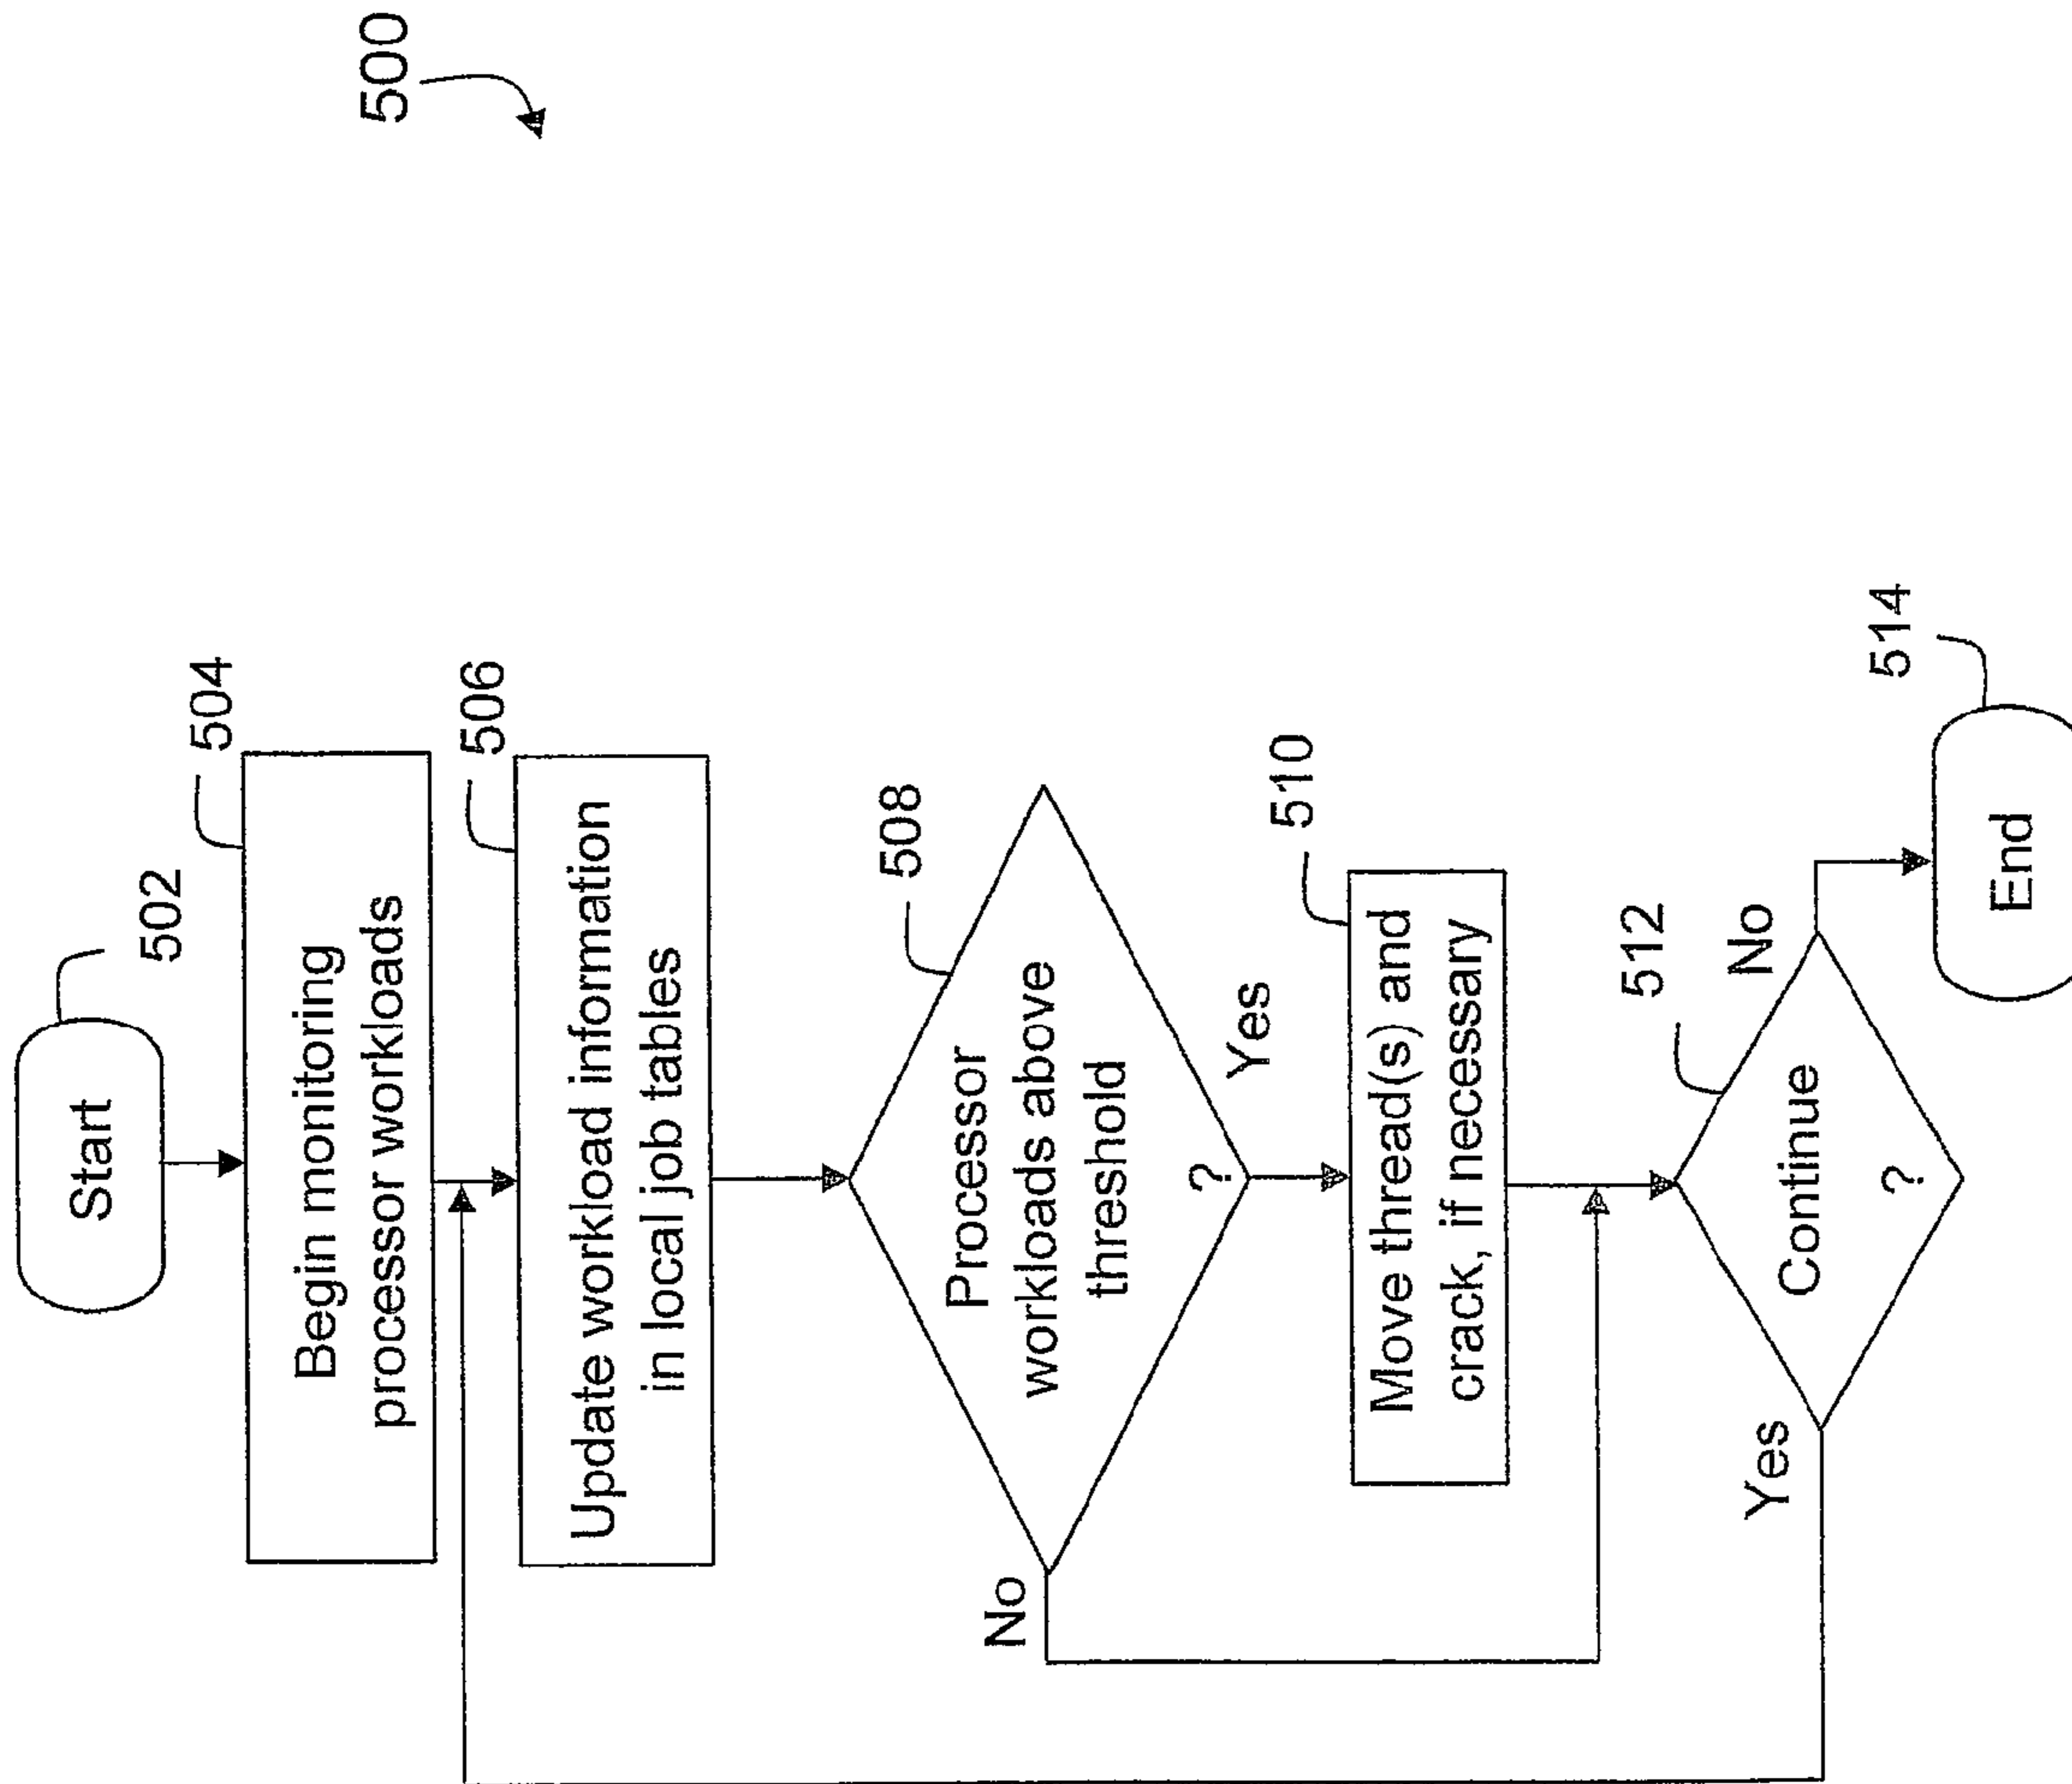 500
Start
502
Begin monitoring
processor workloads
504
Update workload information
in local job tables
506
Processor
workloads above
threshold
?
508
No
Yes
Move thread(s) and
crack, if necessary
510
Continue
?
512
Yes
No
End
514